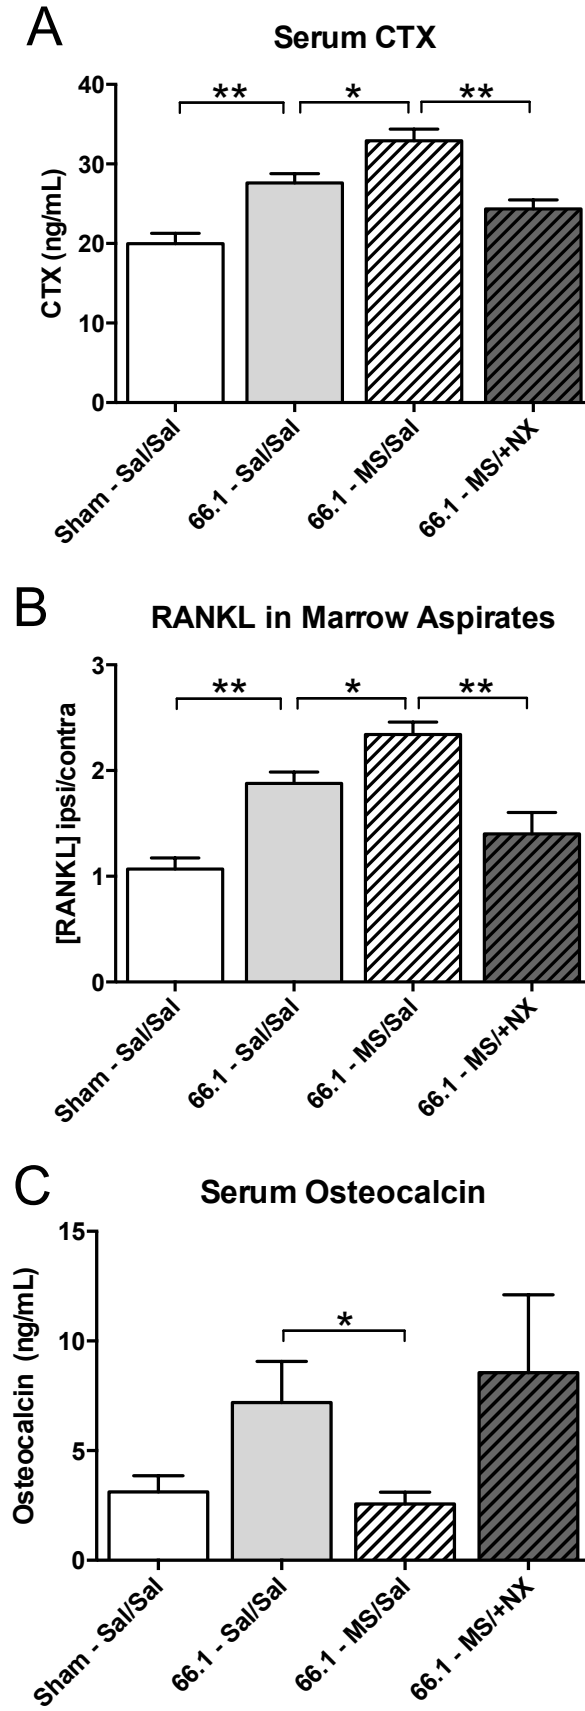 A
Serum CTX
CTX (ng/mL)
40
30
20
10
0
** * **
Sham - Sal/Sal
66.1 - Sal/Sal
66.1 - MS/Sal
66.1 - MS/+NX
B
RANKL in Marrow Aspirates
[RANKL] ipsi/contra
3
2
1
0
** * **
Sham - Sal/Sal
66.1 - Sal/Sal
66.1 - MS/Sal
66.1 - MS/+NX
C
Serum Osteocalcin
Osteocalcin (ng/mL)
15
10
5
0
*
Sham - Sal/Sal
66.1 - Sal/Sal
66.1 - MS/Sal
66.1 - MS/+NX